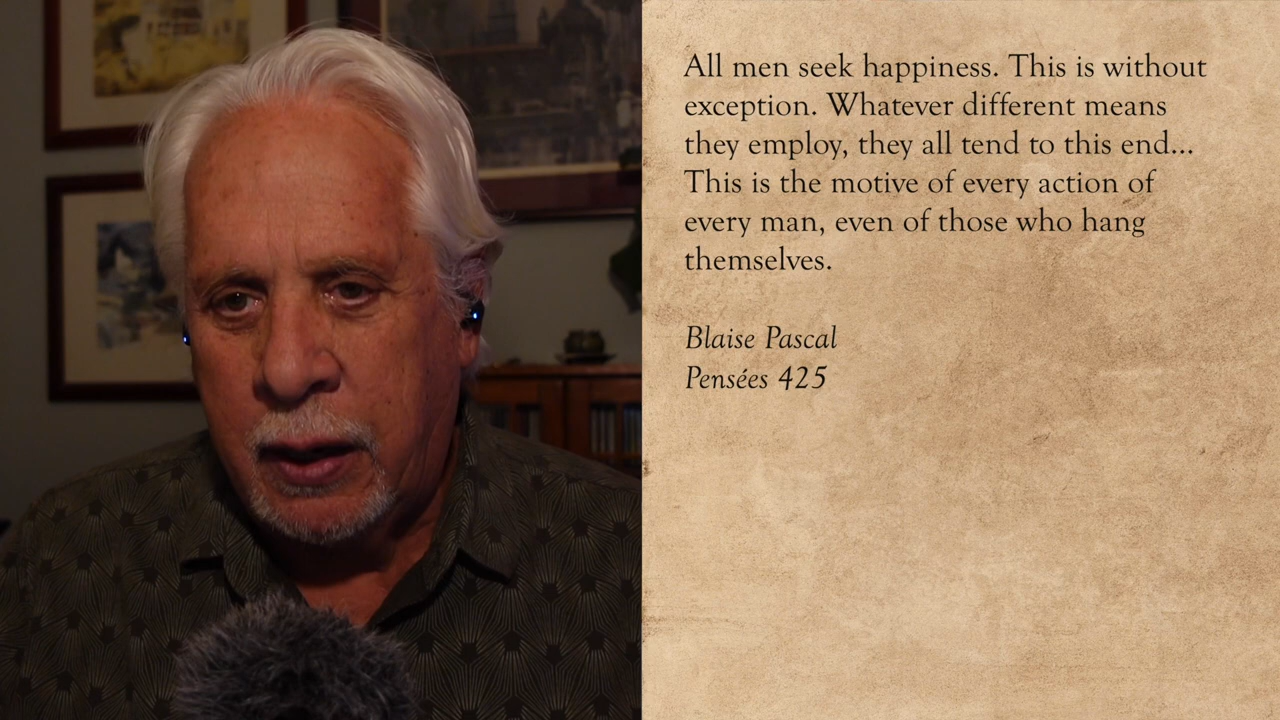 All men seek happiness. This is without
exception. Whatever different means
they employ, they all tend to this end...
This is the motive of every action of
every man, even of those who hang
themselves.
Blaise Pascal
Pensées 425